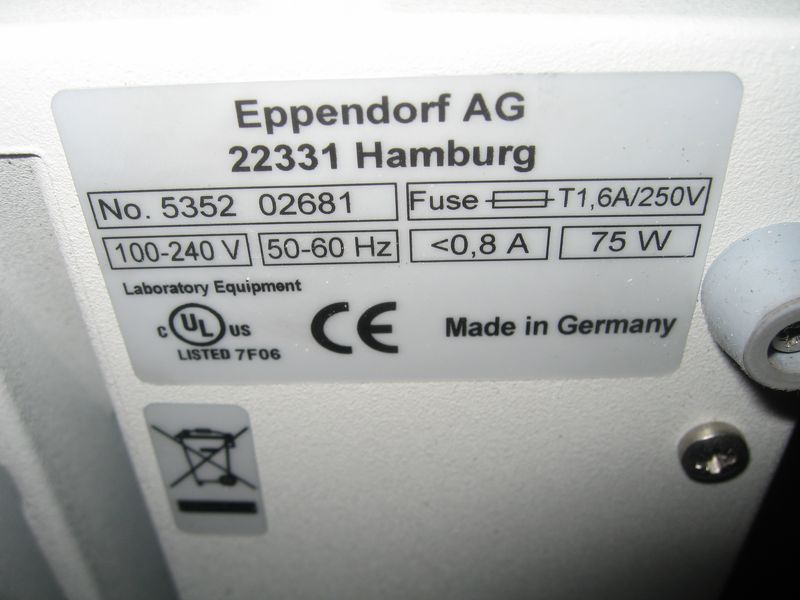 Eppendorf AG
22331 Hamburg
No. 5352 02681 Fuse T1,6A/250V
100-240 V 50-60 Hz <0,8 A 75 W
Laboratory Equipment
C UL US
LISTED 7F06
CE
Made in Germany